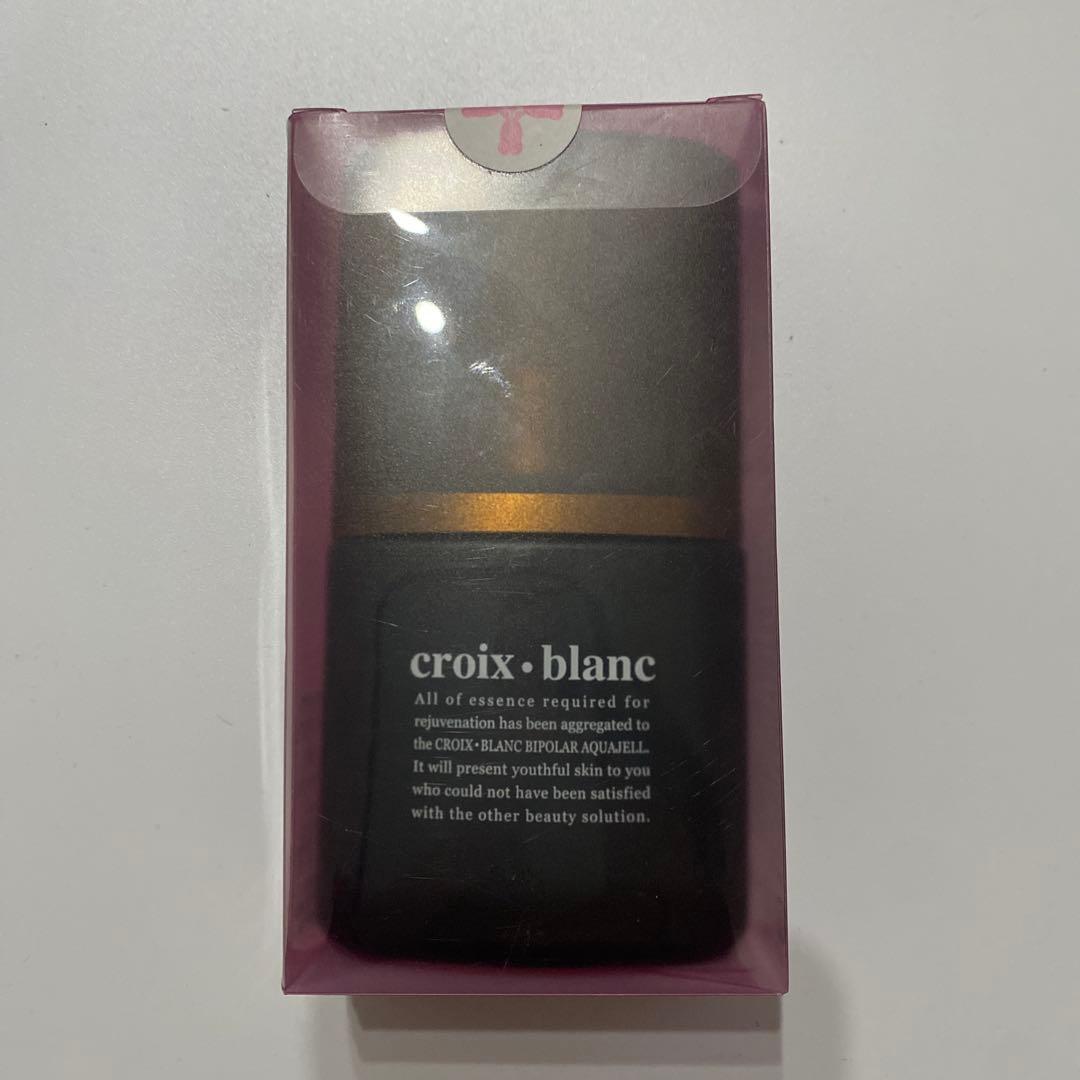 croix・blanc
All of essence required for
rejuvenation has been aggregated to
the CROIX・BLANC BIPOLAR AQUAJELL.
It will present youthful skin to you
who could not have been satisfied
with the other beauty solution.